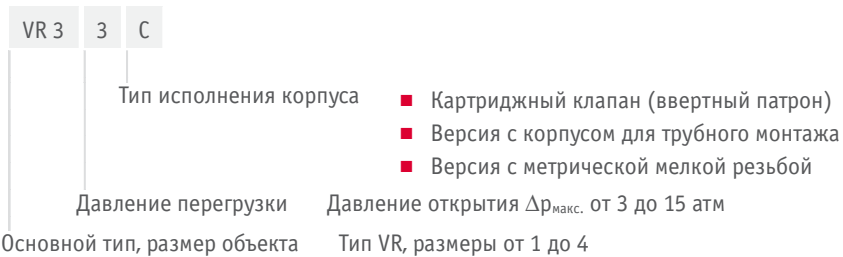 VR 3 3 C
Тип исполнения корпуса
Картриджный клапан (ввертный патрон)
Версия с корпусом для трубного монтажа
Версия с метрической мелкой резьбой
Давление перегрузки Давление открытия Δpмакс. от 3 до 15 атм
Основной тип, размер объекта Тип VR, размеры от 1 до 4